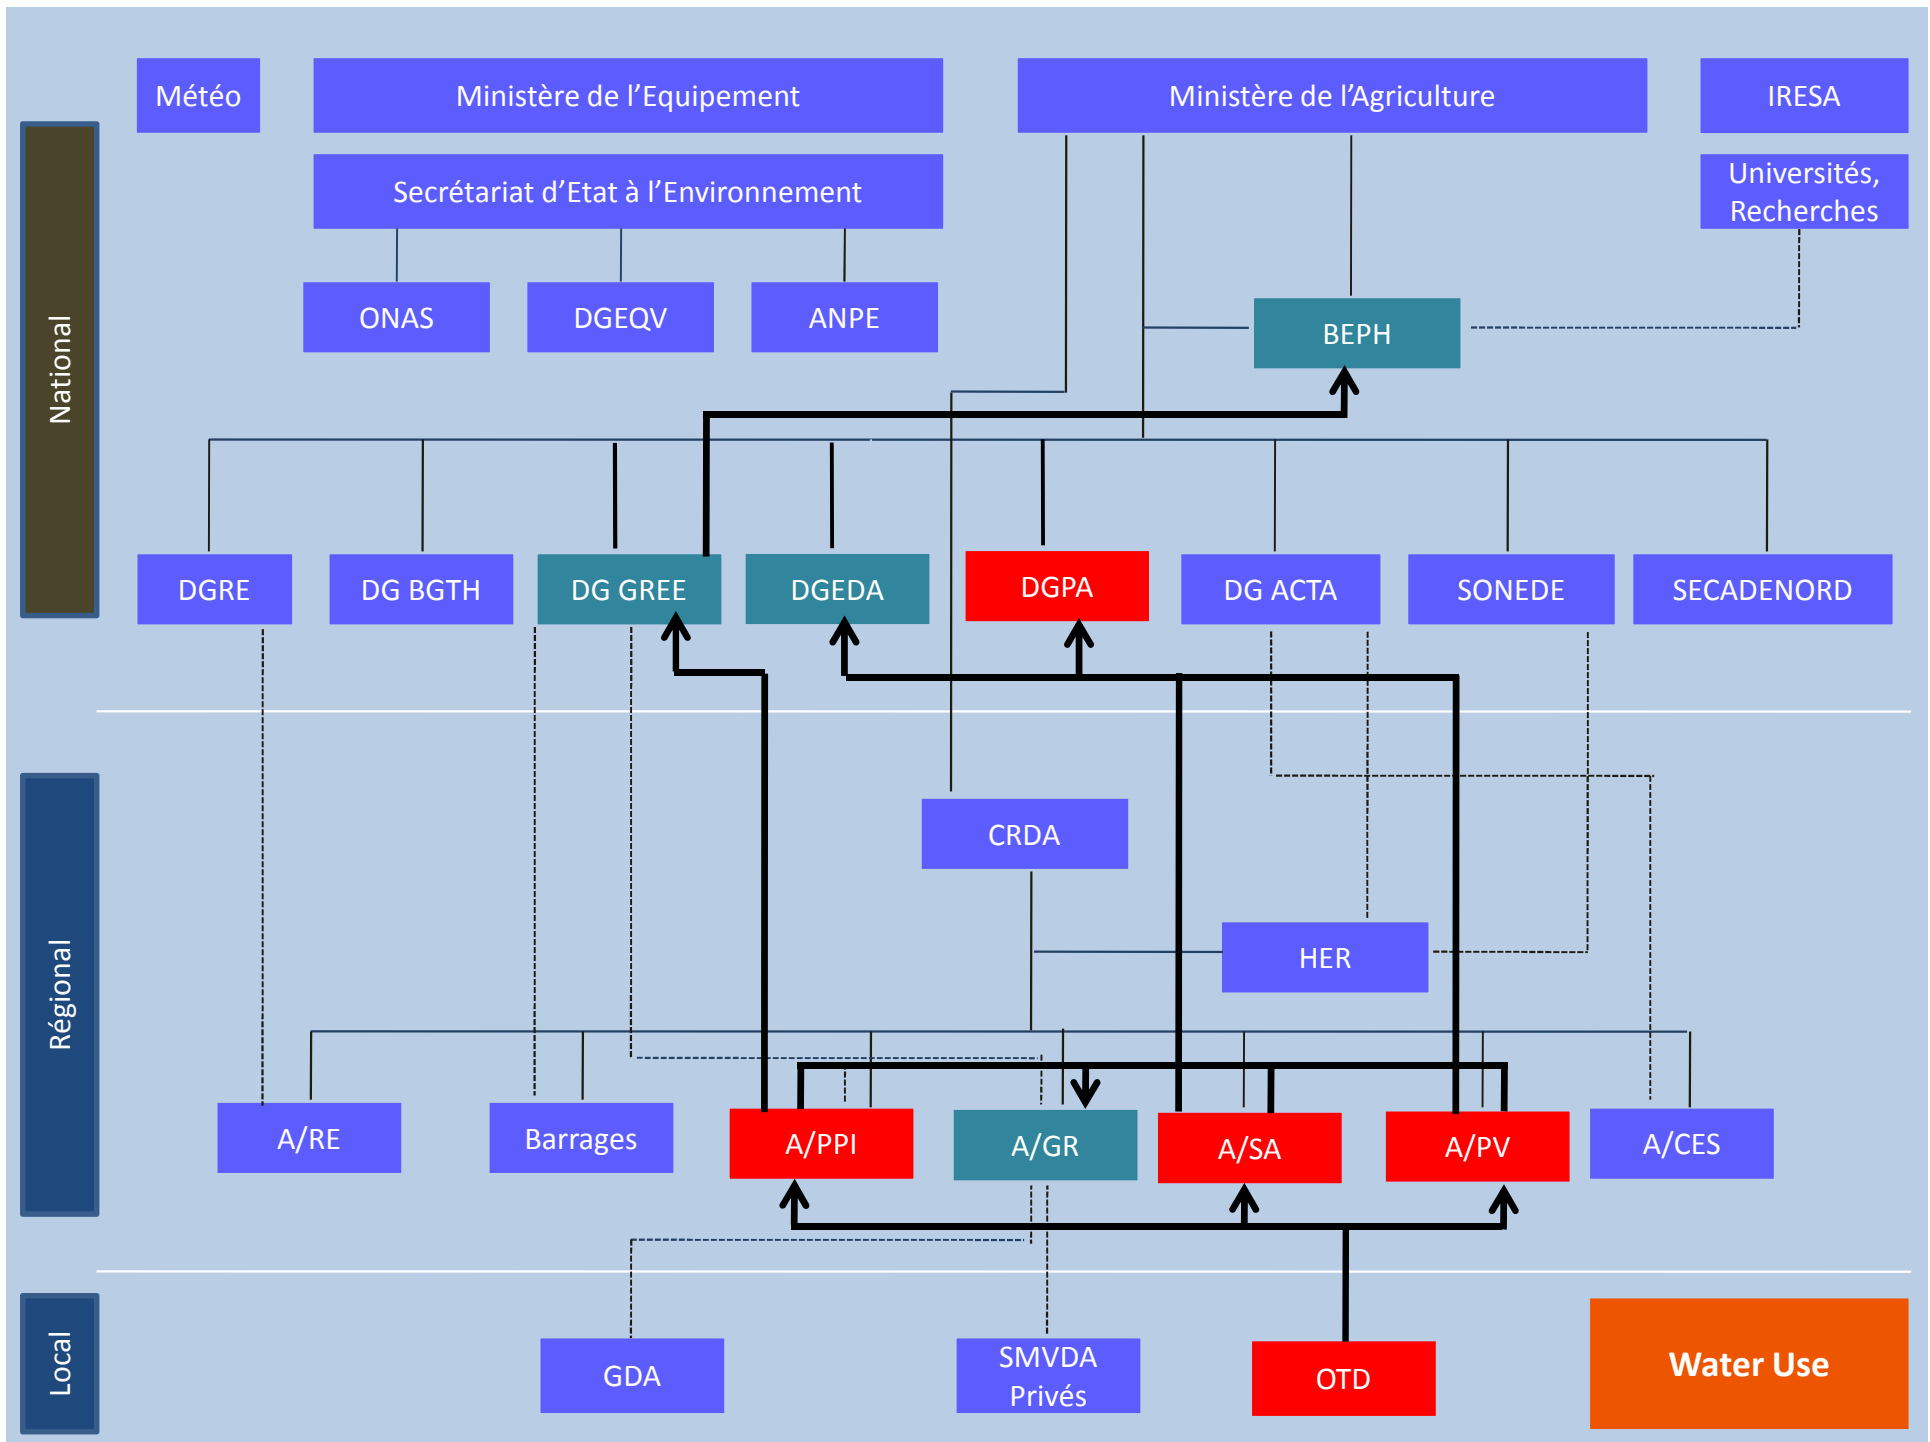 Météo
Ministère de l’Equipement
Ministère de l’Agriculture
IRESA
Secrétariat d’Etat à l’Environnement
Universités,
Recherches
National
ONAS
DGEQV
ANPE
BEPH
DGRE
DG BGTH
DG GREE
DGEDA
DGPA
DG ACTA
SONEDE
SECADENORD
Régional
CRDA
HER
A/RE
Barrages
A/PPI
A/GR
A/SA
A/PV
A/CES
Local
GDA
SMVDA
Privés
OTD
Water Use